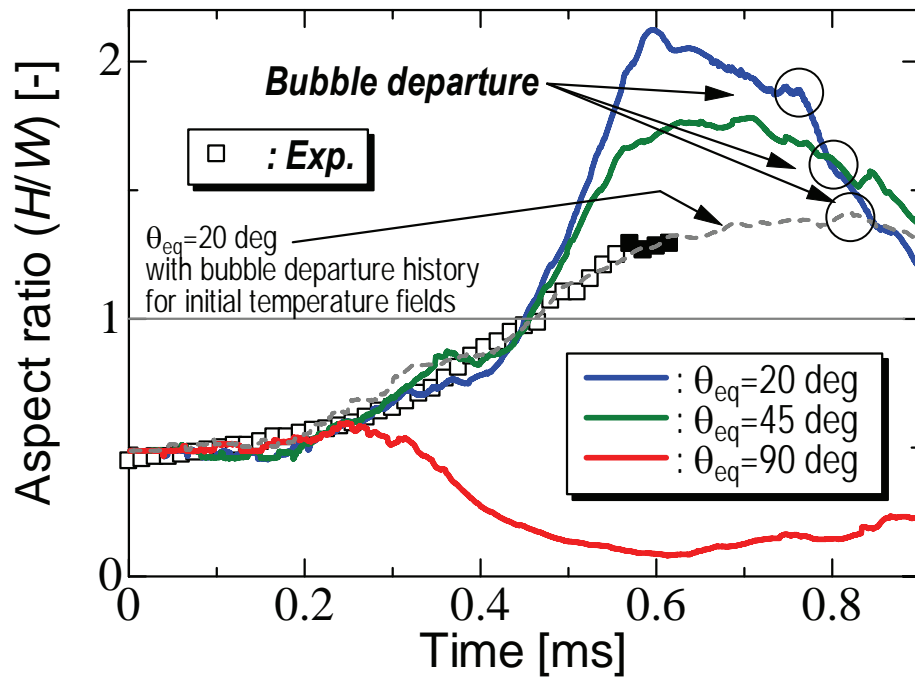 Aspect ratio (H/W) [-]
2
1
0
Bubble departure
: Exp.
θeq=20 deg
with bubble departure history
for initial temperature fields
: θeq=20 deg
: θeq=45 deg
: θeq=90 deg
0 0.2 0.4 0.6 0.8
Time [ms]